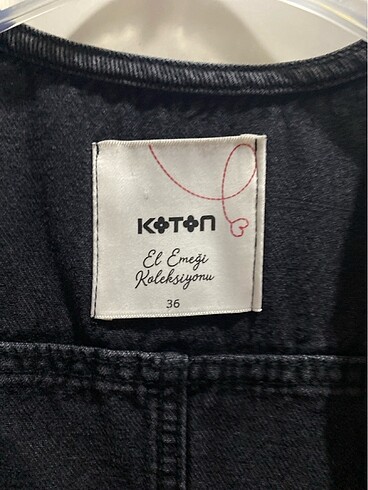 KOTON
El Emeği
Koleksiyonu
36